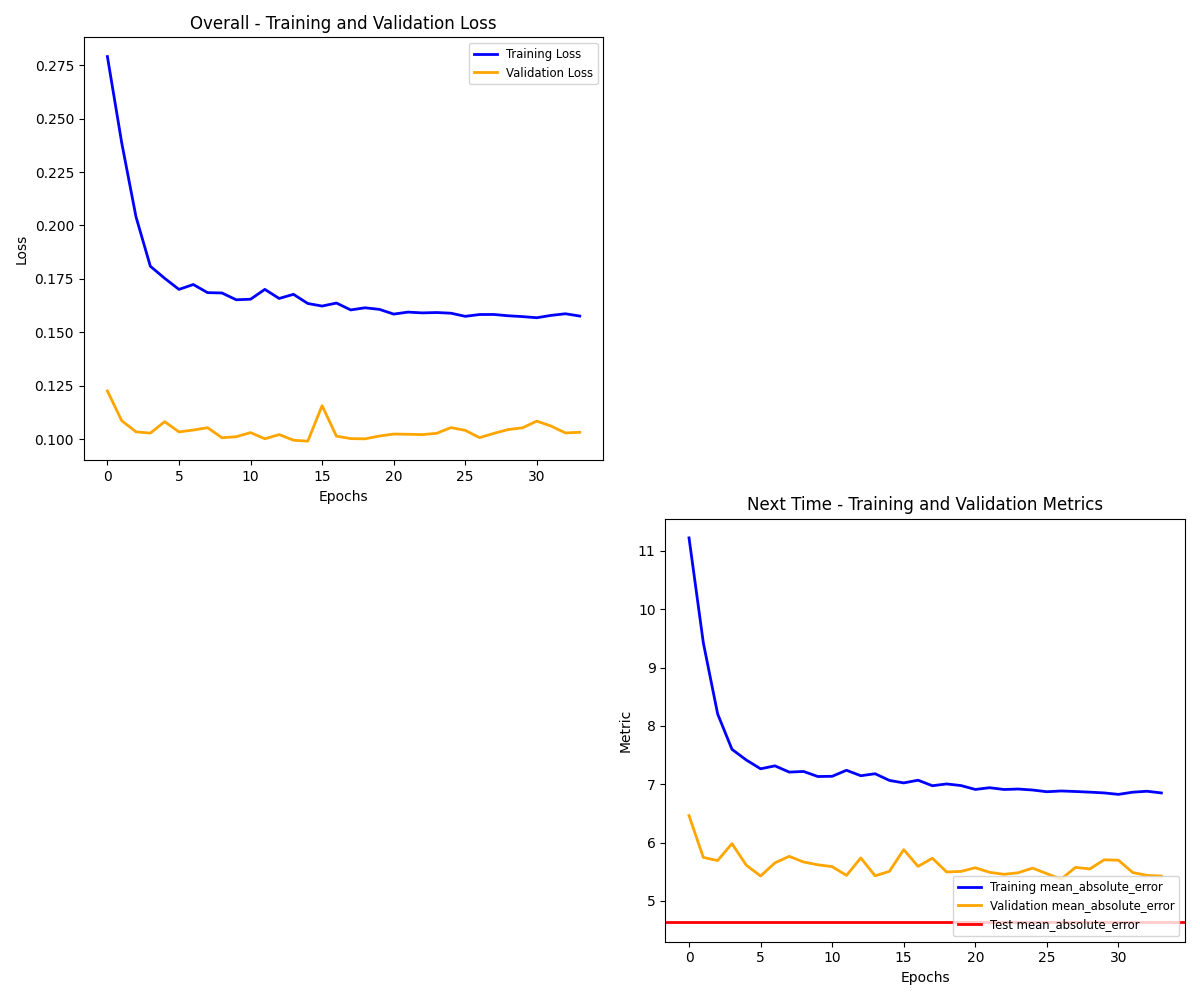 Overall - Training and Validation Loss
Training Loss
Validation Loss
0.275
0.250
0.225
0.200
0.175
0.150
0.125
0.100
Loss
0 5 10 15 20 25 30
Epochs
Next Time - Training and Validation Metrics
11
10
9
8
7
6
5
Metric
Training mean_absolute_error
Validation mean_absolute_error
Test mean_absolute_error
0 5 10 15 20 25 30
Epochs